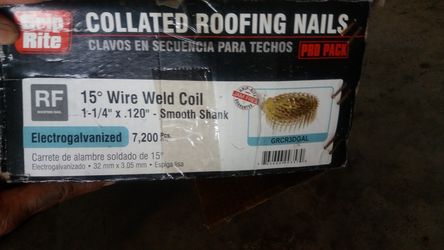 Grip Rite
COLLATED ROOFING NAILS
CLAVOS EN SECUENCIA PARA TECHOS
PRO PACK
RF
ROOFING NAIL
15° Wire Weld Coil
1-1/4" x .120" - Smooth Shank
Electrogalvanized 7,200 Pcs.
Carrete de alambre soldado de 15°
Electrogalvanizado • 32 mm x 3.05 mm • Espiga lisa
GRCR3DGAL